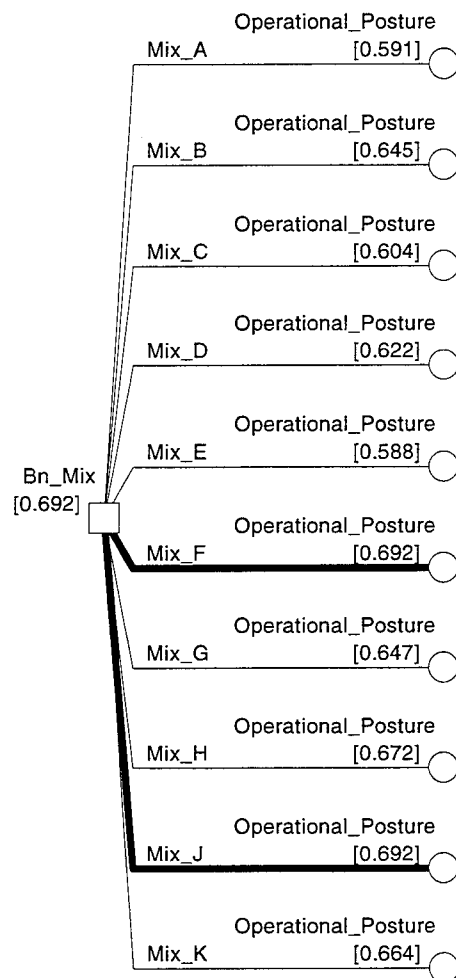 Operational_Posture
Mix_A [0.591]
Operational_Posture
Mix_B [0.645]
Operational_Posture
Mix_C [0.604]
Operational_Posture
Mix_D [0.622]
Operational_Posture
Mix_E [0.588]
Bn_Mix
[0.692]
Operational_Posture
Mix_F [0.692]
Operational_Posture
Mix_G [0.647]
Operational_Posture
Mix_H [0.672]
Operational_Posture
Mix_J [0.692]
Operational_Posture
Mix_K [0.664]